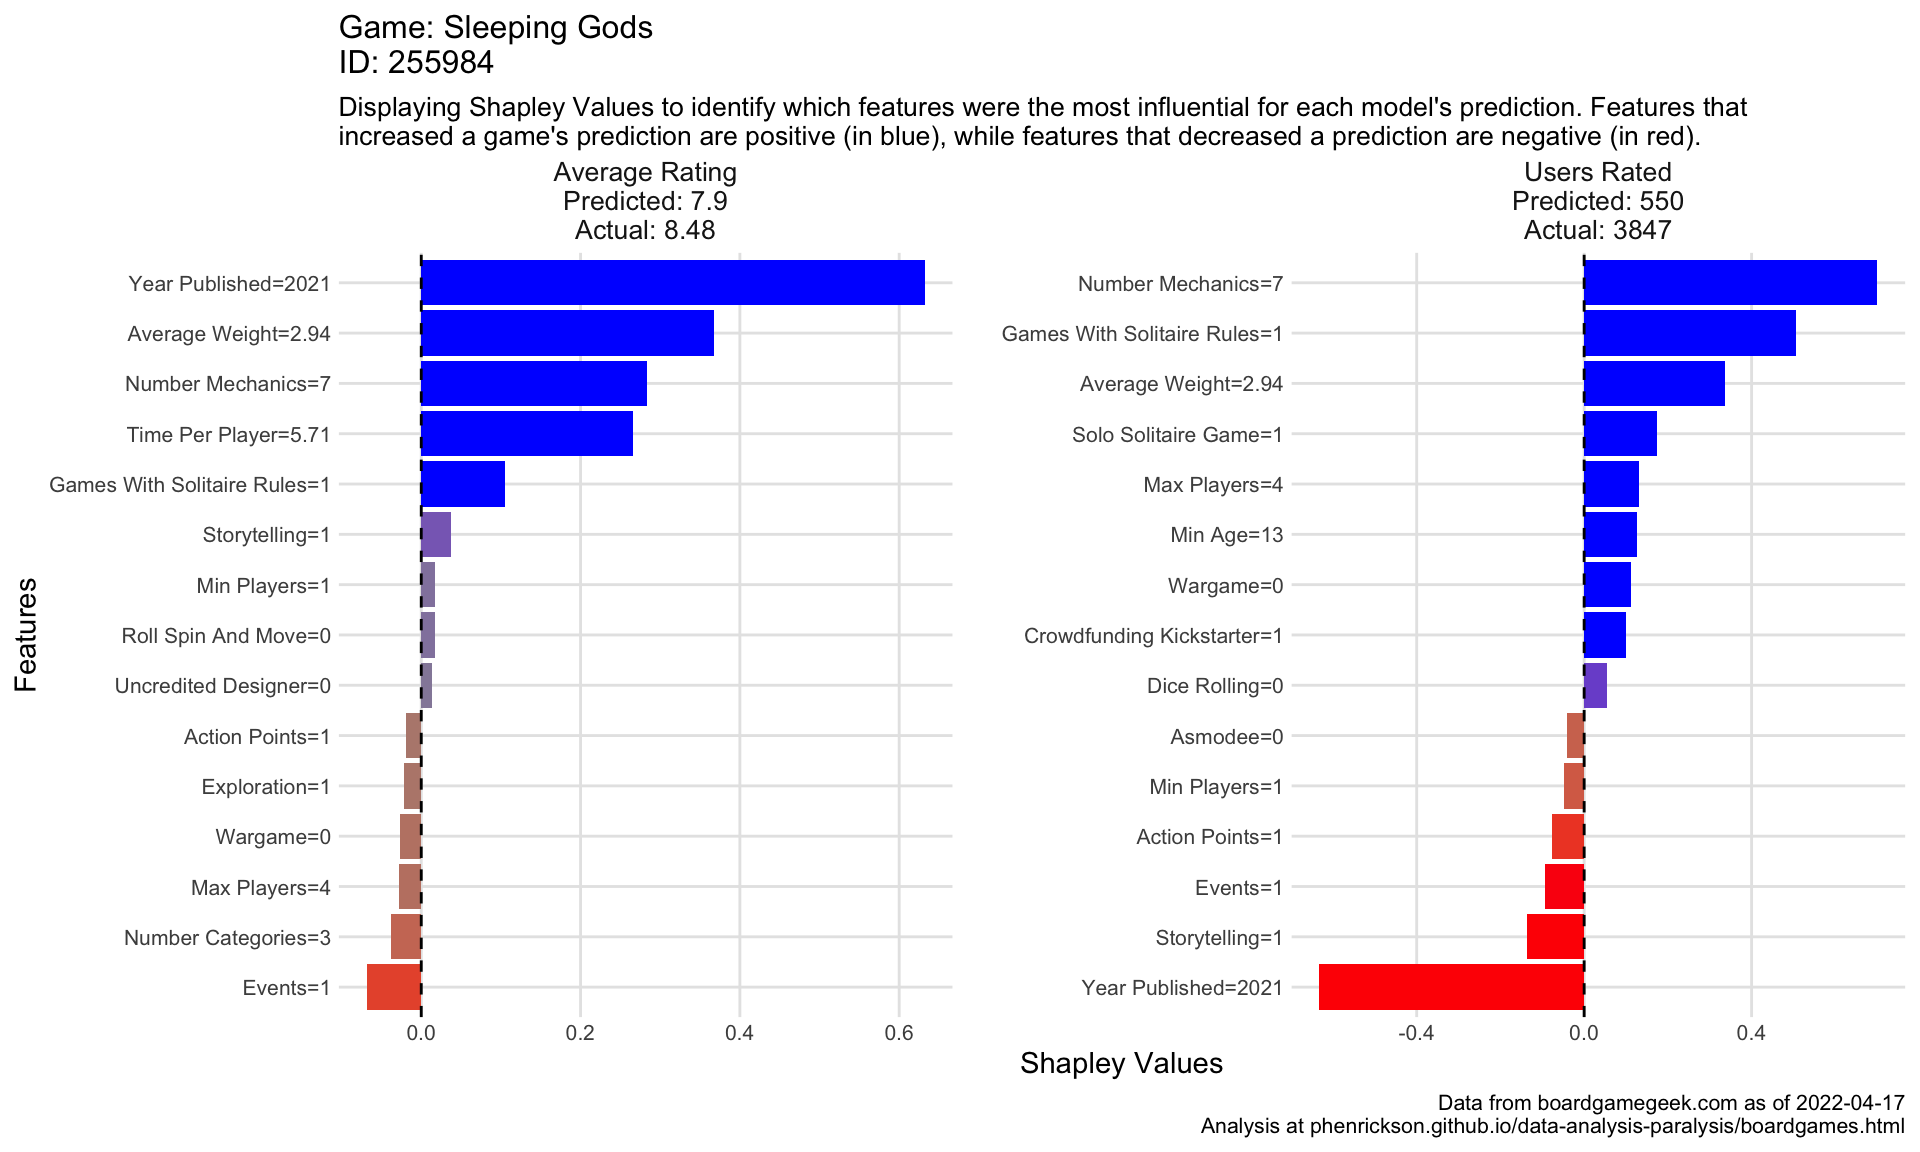 Game: Sleeping Gods
ID: 255984
Displaying Shapley Values to identify which features were the most influential for each model's prediction. Features that
increased a game's prediction are positive (in blue), while features that decreased a prediction are negative (in red).
Average Rating
Predicted: 7.9
Actual: 8.48
Features
Year Published=2021
Average Weight=2.94
Number Mechanics=7
Time Per Player=5.71
Games With Solitaire Rules=1
Storytelling=1
Min Players=1
Roll Spin And Move=0
Uncredited Designer=0
Action Points=1
Exploration=1
Wargame=0
Max Players=4
Number Categories=3
Events=1
0.0 0.2 0.4 0.6
Users Rated
Predicted: 550
Actual: 3847
Number Mechanics=7
Games With Solitaire Rules=1
Average Weight=2.94
Solo Solitaire Game=1
Max Players=4
Min Age=13
Wargame=0
Crowdfunding Kickstarter=1
Dice Rolling=0
Asmodee=0
Min Players=1
Action Points=1
Events=1
Storytelling=1
Year Published=2021
-0.4 0.0 0.4
Shapley Values
Data from boardgamegeek.com as of 2022-04-17
Analysis at phenrickson.github.io/data-analysis-paralysis/boardgames.html